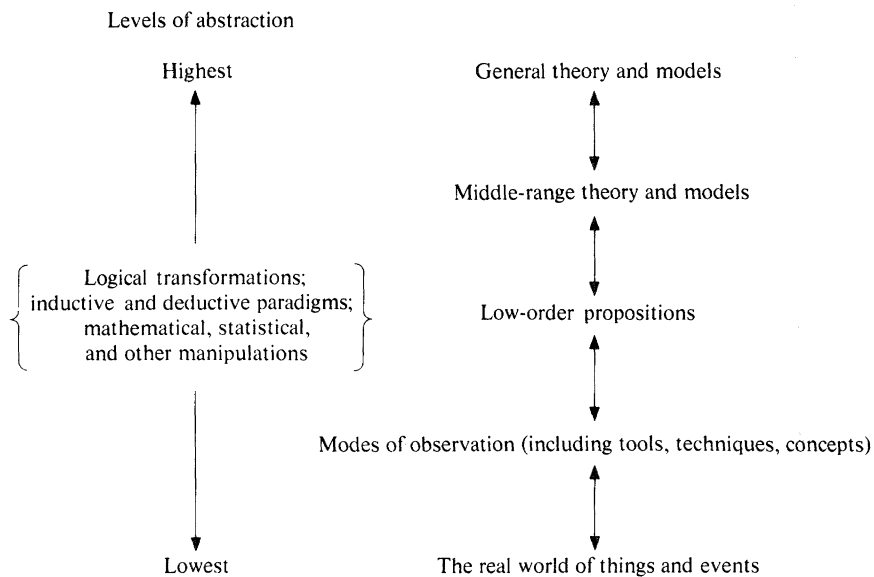 Levels of abstraction
Highest
General theory and models
Middle-range theory and models
Logical transformations;
inductive and deductive paradigms;
mathematical, statistical,
and other manipulations
Low-order propositions
Modes of observation (including tools, techniques, concepts)
Lowest
The real world of things and events